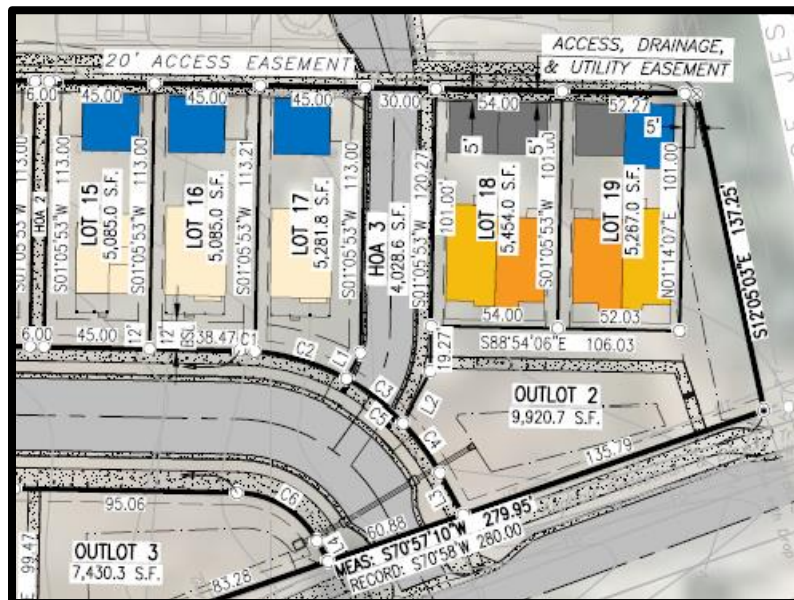 ACCESS, DRAINAGE,
& UTILITY EASEMENT
20' ACCESS EASEMENT
6.00
45.00
45.00
45.00
30.00
54.00
52.27
5'
5'
5'
HOA 2
113.00
S01°05'53"W
LOT 15
5,085.0 S.F.
S01°05'53"W 113.00
LOT 16
5,085.0 S.F.
S01°05'53"W 113.21
LOT 17
5,281.8 S.F.
S01°05'53"W 113.00
HOA 3
4,028.6 S.F.
S01°05'53"W 120.27
101.00'
LOT 18
5,454.0 S.F.
S01°05'53"W 101.00
LOT 19
5,267.0 S.F.
N01°14'07"E 101.00
S12°05'03"E 137.25'
6.00
45.00
12'
12'
BSL
38.47
C1
C2
L1
C3
C5
19.27'
L2
C4
L3
54.00
52.03
S88°54'06"E 106.03
OUTLOT 2
9,920.7 S.F.
135.79
95.06
C6
L4
60.88
MEAS: S70°57'10"W 279.95'
RECORD: S70°58'W 280.00
99.47
OUTLOT 3
7,430.3 S.F.
83.28
JES